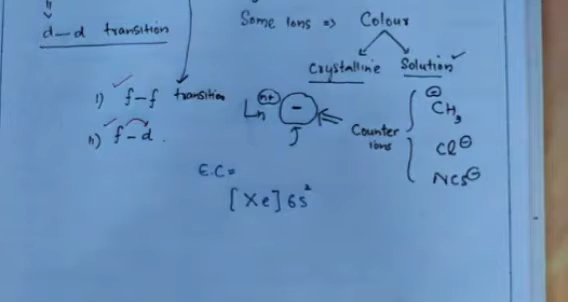 Some Ions => Colour
d-d transition
Crystalline Solution
i) f-f transition
Ln n+ -
CH3 ⊖
ii) f-d.
Counter ions
Cl⊖
NCS⊖
E.C =
[Xe] 6s²